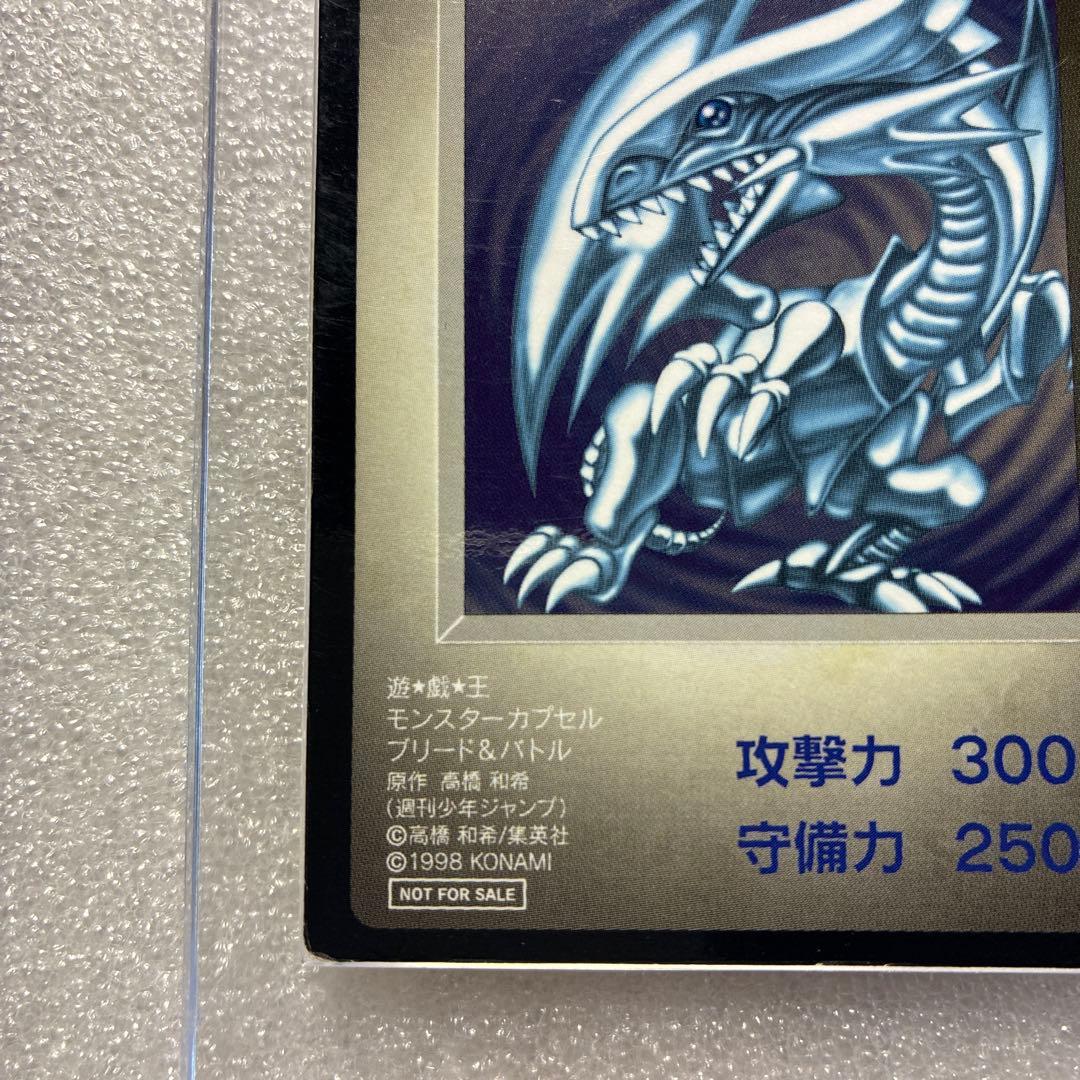 遊★戯★王
モンスターカプセル
ブリード&バトル
原作 高橋 和希
(週刊少年ジャンプ)
©高橋 和希/集英社
©1998 KONAMI
NOT FOR SALE
攻撃力 300
守備力 250